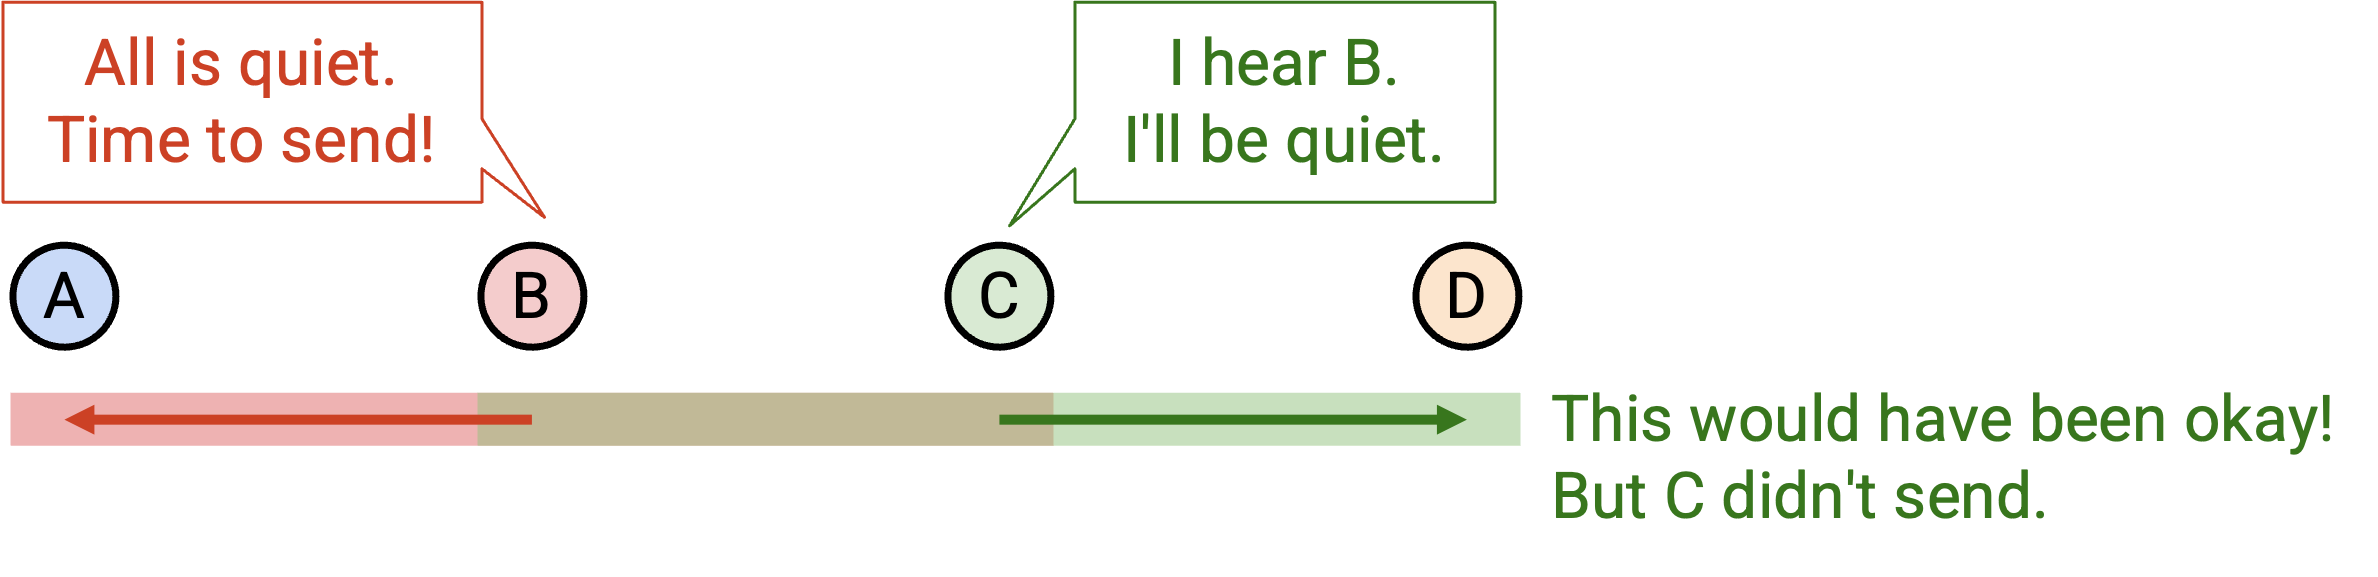 All is quiet.
Time to send!
I hear B.
I'll be quiet.
A
B
C
D
This would have been okay!
But C didn't send.